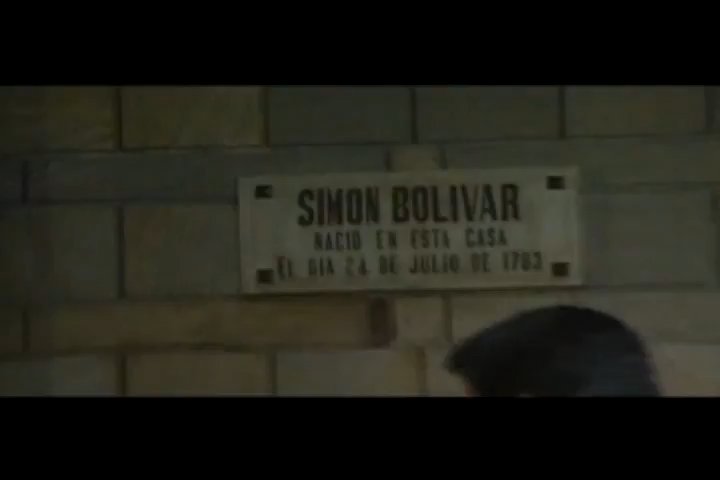 SIMON BOLIVAR
NACIO EN ESTA CASA
EL DIA 24 DE JULIO DE 1783